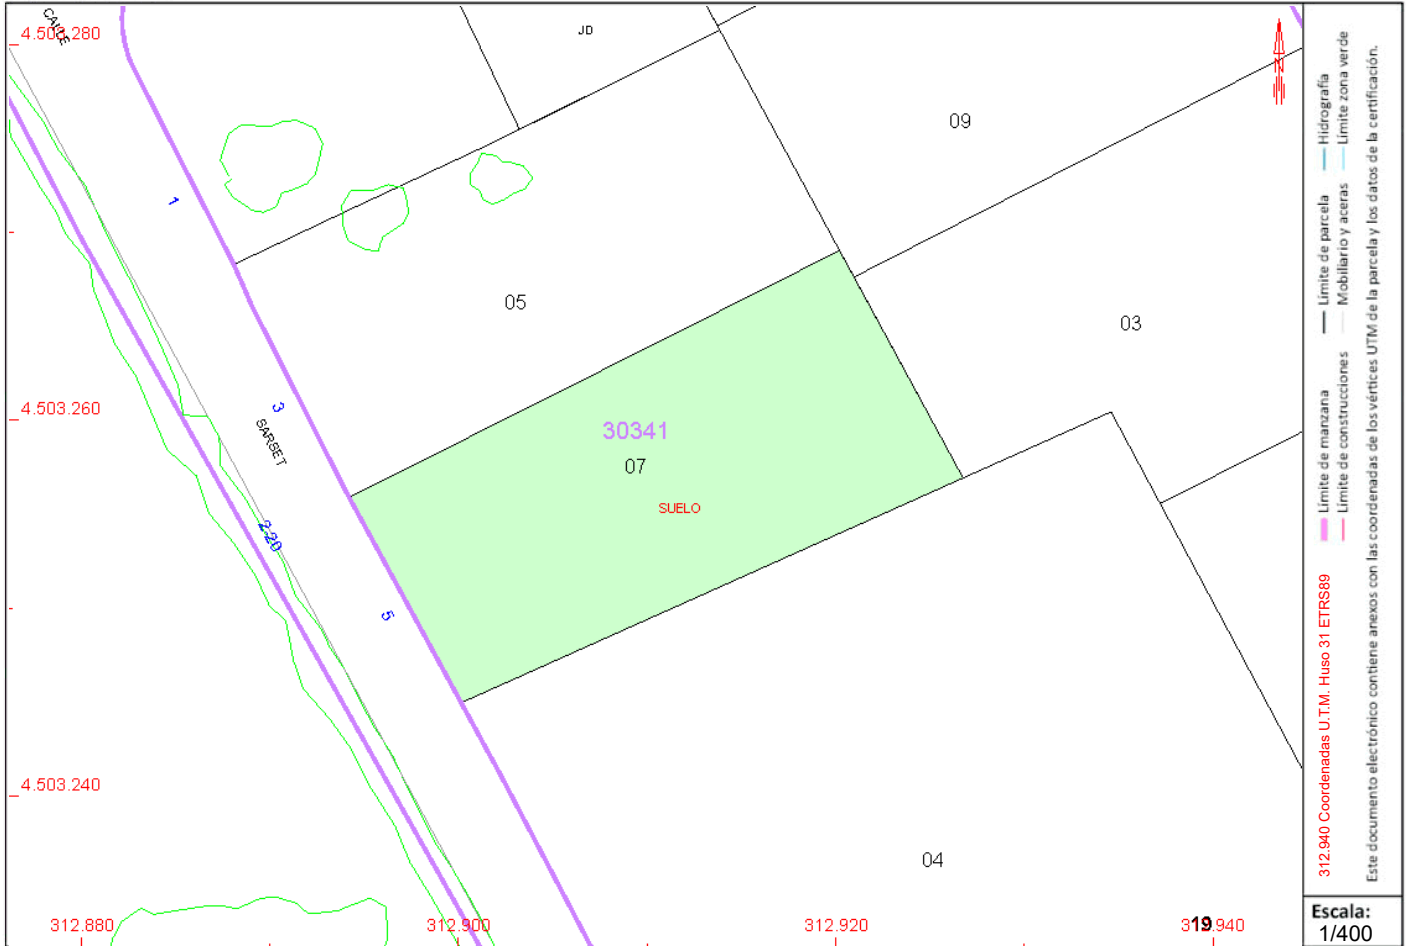 CALLE
4.503.280
JD
09
1
05
03
3
4.503.260
SARSET
30341
07
SUELO
2-20
5
4.503.240
04
312.880
312.900
312.920
19
312.940
N
Hidrografía
Límite zona verde
Límite de parcela
Mobiliario y aceras
Límite de manzana
Límite de construcciones
312.940 Coordenadas U.T.M. Huso 31 ETRS89
Este documento electrónico contiene anexos con las coordenadas de los vértices UTM de la parcela y los datos de la certificación.
Escala:
1/400